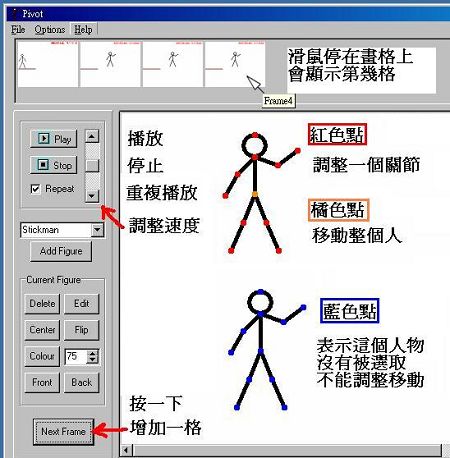 Pivot
File Options Help
滑鼠停在畫格上
會顯示第幾格
Frame4
Play
Stop
Repeat
播放
停止
重複播放
調整速度
紅色點
調整一個關節
橘色點
移動整個人
Stickman
Add Figure
Current Figure
Delete Edit
Center Flip
Colour 75
Front Back
藍色點
表示這個人物
沒有被選取
不能調整移動
Next Frame
按一下
增加一格